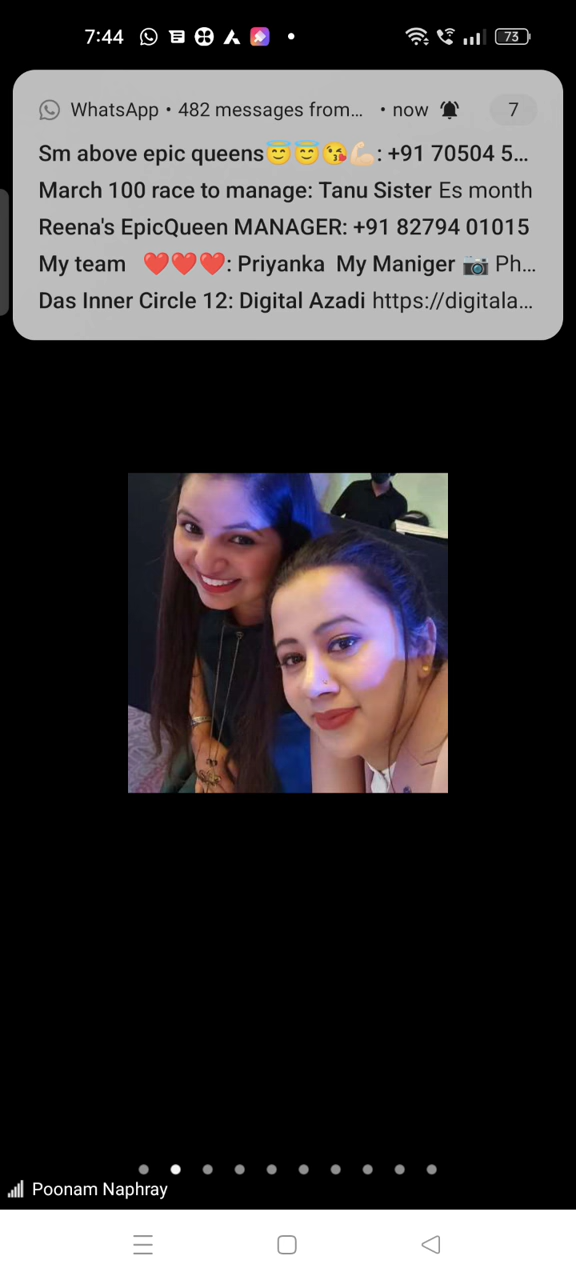 7:44
73
WhatsApp • 482 messages from... • now 7
Sm above epic queens😇😇😘💪🏻: +91 70504 5...
March 100 race to manage: Tanu Sister Es month
Reena's EpicQueen MANAGER: +91 82794 01015
My team ❤️❤️❤️: Priyanka My Maniger 📷 Ph...
Das Inner Circle 12: Digital Azadi https://digitala...
Poonam Naphray